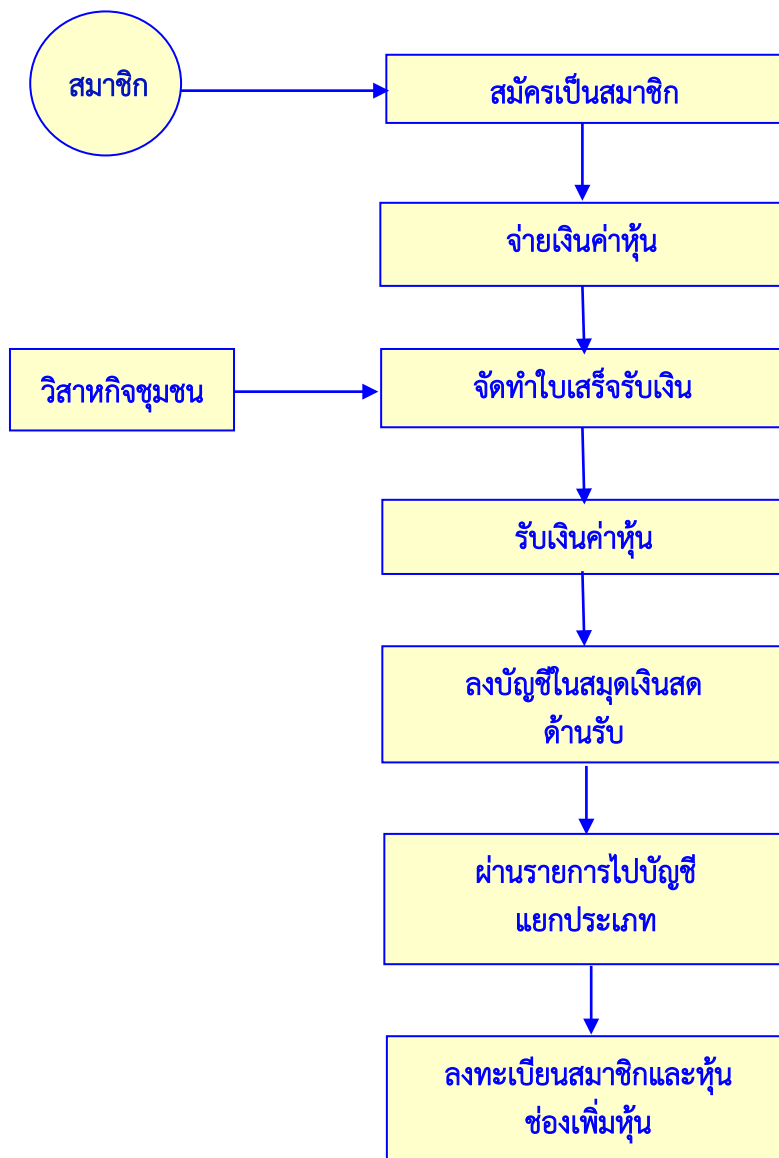 สมาชิก
สมัครเป็นสมาชิก
จ่ายเงินค่าหุ้น
วิสาหกิจชุมชน
จัดทำใบเสร็จรับเงิน
รับเงินค่าหุ้น
ลงบัญชีในสมุดเงินสด
ด้านรับ
ผ่านรายการไปบัญชี
แยกประเภท
ลงทะเบียนสมาชิกและหุ้น
ช่องเพิ่มหุ้น